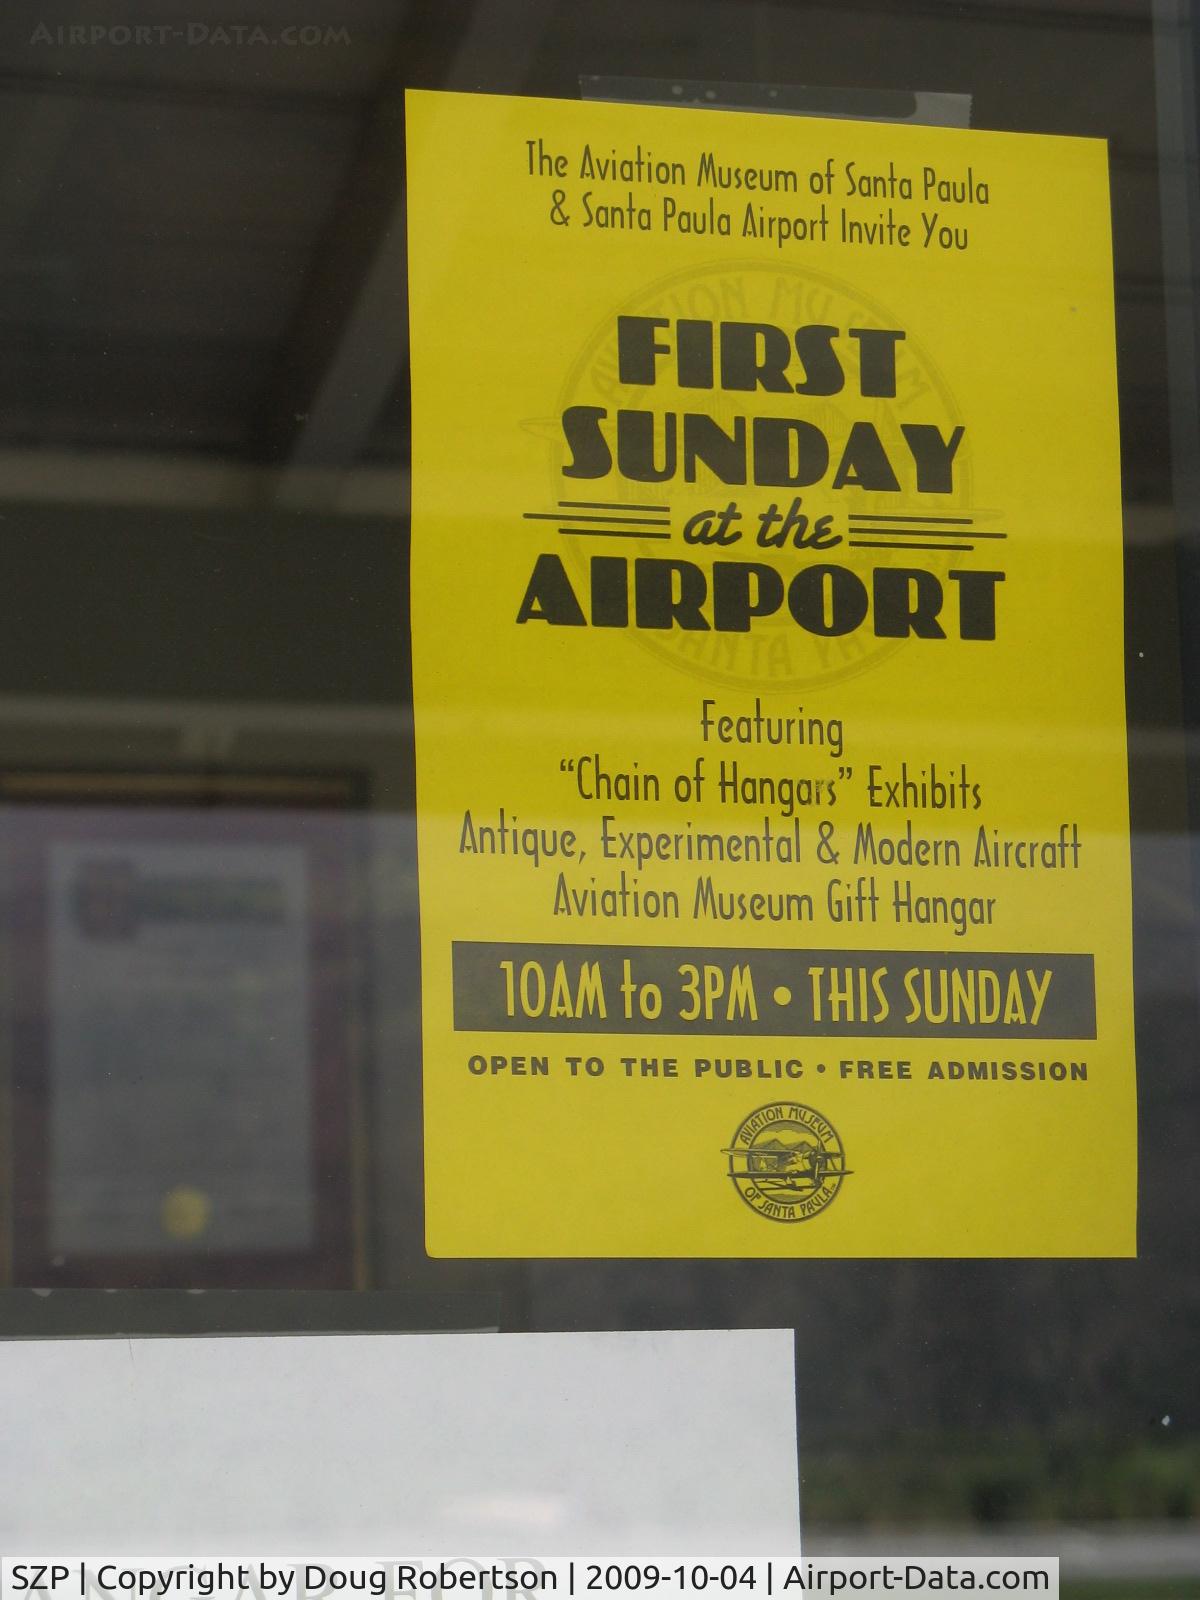 AIRPORT-DATA.COM
The Aviation Museum of Santa Paula
& Santa Paula Airport Invite You
FIRST
SUNDAY
at the
AIRPORT
Featuring
“Chain of Hangars” Exhibits
Antique, Experimental & Modern Aircraft
Aviation Museum Gift Hangar
10AM to 3PM • THIS SUNDAY
OPEN TO THE PUBLIC • FREE ADMISSION
AVIATION MUSEUM
OF SANTA PAULA
FOR
SZP | Copyright by Doug Robertson | 2009-10-04 | Airport-Data.com